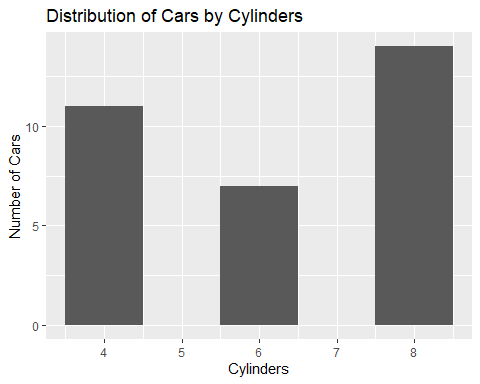 Distribution of Cars by Cylinders
Number of Cars
10
5
0
4 5 6 7 8
Cylinders